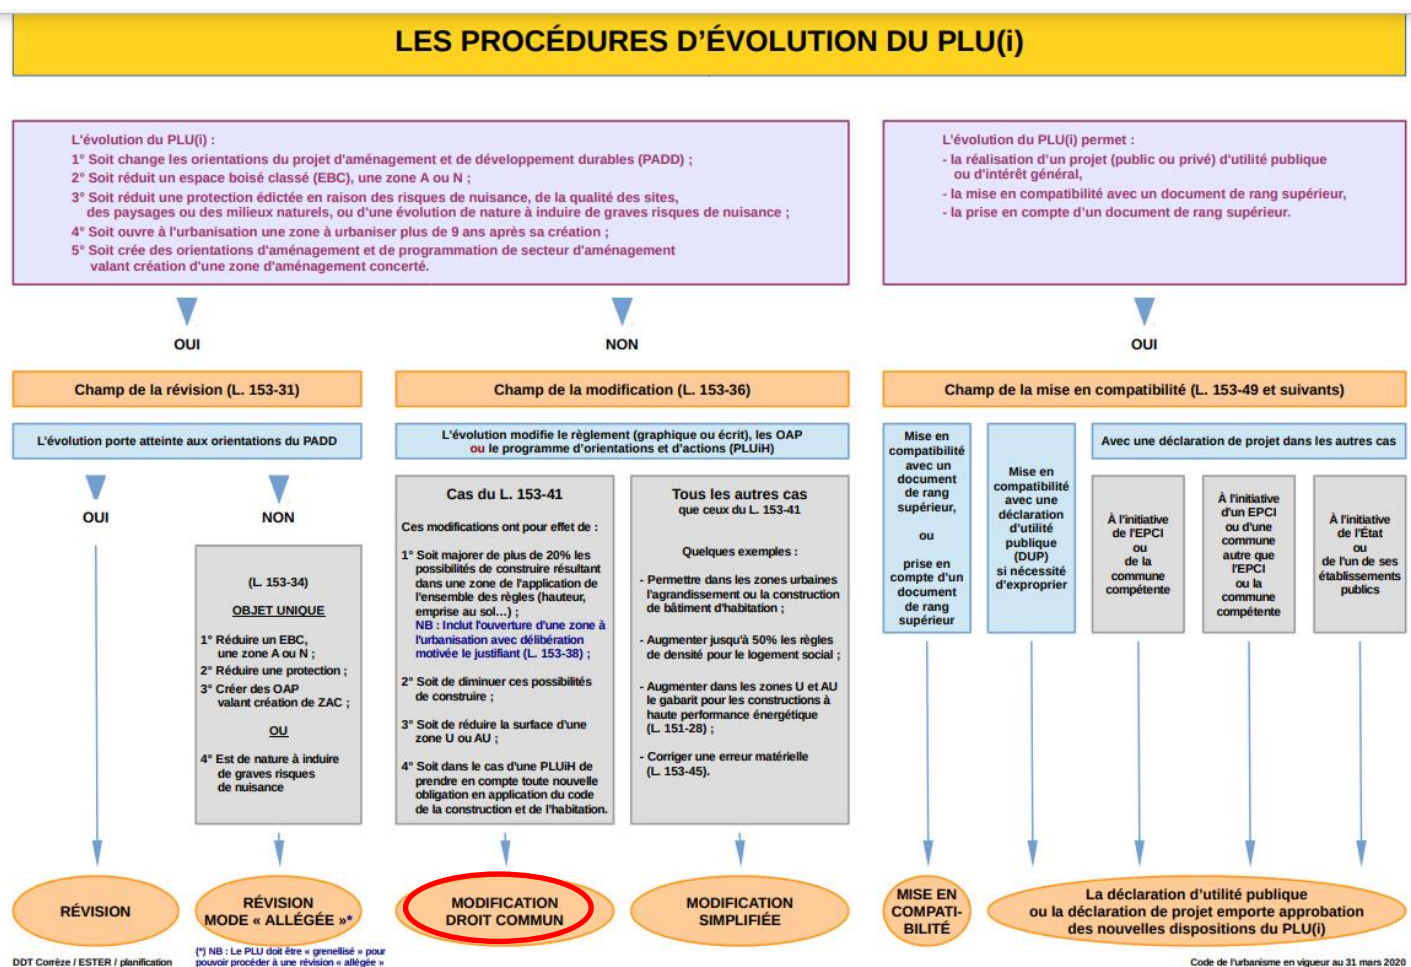 LES PROCÉDURES D'ÉVOLUTION DU PLU(i)
L'évolution du PLU(i) :
1° Soit change les orientations du projet d'aménagement et de développement durables (PADD) ;
2° Soit réduit un espace boisé classé (EBC), une zone A ou N ;
3° Soit réduit une protection édictée en raison des risques de nuisance, de la qualité des sites,
des paysages ou des milieux naturels, ou d'une évolution de nature à induire de graves risques de nuisance ;
4° Soit ouvre à l'urbanisation une zone à urbaniser plus de 9 ans après sa création ;
5° Soit crée des orientations d'aménagement et de programmation de secteur d'aménagement
valant création d'une zone d'aménagement concerté.
L'évolution du PLU(i) permet :
- la réalisation d'un projet (public ou privé) d'utilité publique
ou d'intérêt général,
- la mise en compatibilité avec un document de rang supérieur,
- la prise en compte d'un document de rang supérieur.
OUI
NON
OUI
Champ de la révision (L. 153-31)
L'évolution porte atteinte aux orientations du PADD
OUI
NON
(L. 153-34)
OBJET UNIQUE
1° Réduire un EBC,
une zone A ou N ;
2° Réduire une protection ;
3° Créer des OAP
valant création de ZAC ;
OU
4° Est de nature à induire
de graves risques
de nuisance
Champ de la modification (L. 153-36)
L'évolution modifie le règlement (graphique ou écrit), les OAP
ou le programme d'orientations et d'actions (PLUiH)
Cas du L. 153-41
Ces modifications ont pour effet de :
1° Soit majorer de plus de 20% les
possibilités de construire résultant
dans une zone de l'application de
l'ensemble des règles (hauteur,
emprise au sol…) ;
NB : Inclut l'ouverture d'une zone à
l'urbanisation avec délibération
motivée le justifiant (L. 153-38) ;
2° Soit de diminuer ces possibilités
de construire ;
3° Soit de réduire la surface d'une
zone U ou AU ;
4° Soit dans le cas d'une PLUiH de
prendre en compte toute nouvelle
obligation en application du code
de la construction et de l'habitation.
Tous les autres cas
que ceux du L. 153-41
Quelques exemples :
- Permettre dans les zones urbaines
l'agrandissement ou la construction
de bâtiment d'habitation ;
- Augmenter jusqu'à 50% les règles
de densité pour le logement social ;
- Augmenter dans les zones U et AU
le gabarit pour les constructions à
haute performance énergétique
(L. 151-28) ;
- Corriger une erreur matérielle
(L. 153-45).
Champ de la mise en compatibilité (L. 153-49 et suivants)
Mise en
compatibilité
avec un
document
de rang
supérieur,
ou
prise en
compte d'un
document
de rang
supérieur
Mise en
compatibilité
avec une
déclaration
d'utilité
publique
(DUP)
si nécessité
d'exproprier
Avec une déclaration de projet dans les autres cas
À l'initiative
de l'EPCI
ou
de la
commune
compétente
À l'initiative
d'un EPCI
ou d'une
commune
autre que
l'EPCI
ou la
commune
compétente
À l'initiative
de l'État
ou
de l'un de ses
établissements
publics
RÉVISION
RÉVISION
MODE « ALLÉGÉE »*
MODIFICATION
DROIT COMMUN
MODIFICATION
SIMPLIFIÉE
MISE EN
COMPATI-
BILITÉ
La déclaration d'utilité publique
ou la déclaration de projet emporte approbation
des nouvelles dispositions du PLU(i)
DDT Corrèze / ESTER / planification
(*) NB : Le PLU doit être « grenellisé » pour
pouvoir procéder à une révision « allégée »
Code de l'urbanisme en vigueur au 31 mars 2020